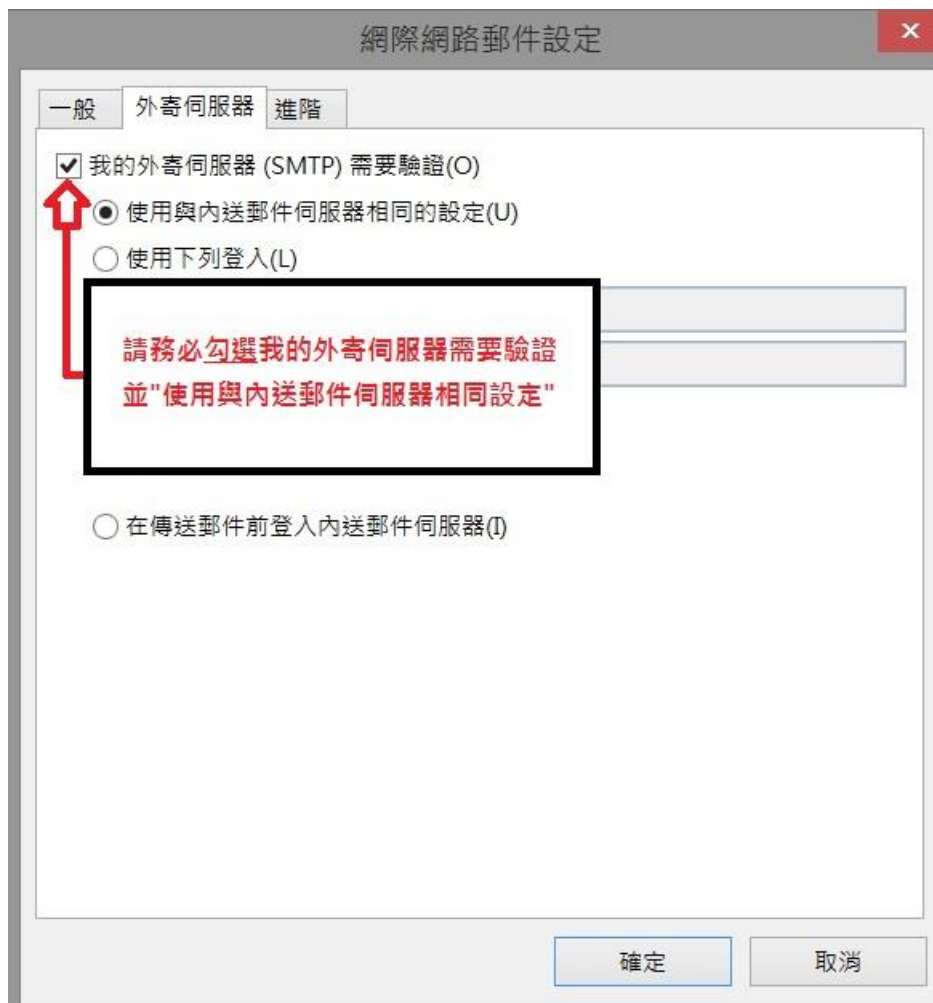 網際網路郵件設定
一般 外寄伺服器 進階
我的外寄伺服器 (SMTP) 需要驗證(O)
使用與內送郵件伺服器相同的設定(U)
使用下列登入(L)
請務必勾選我的外寄伺服器需要驗證
並"使用與內送郵件伺服器相同設定"
在傳送郵件前登入內送郵件伺服器(I)
確定 取消